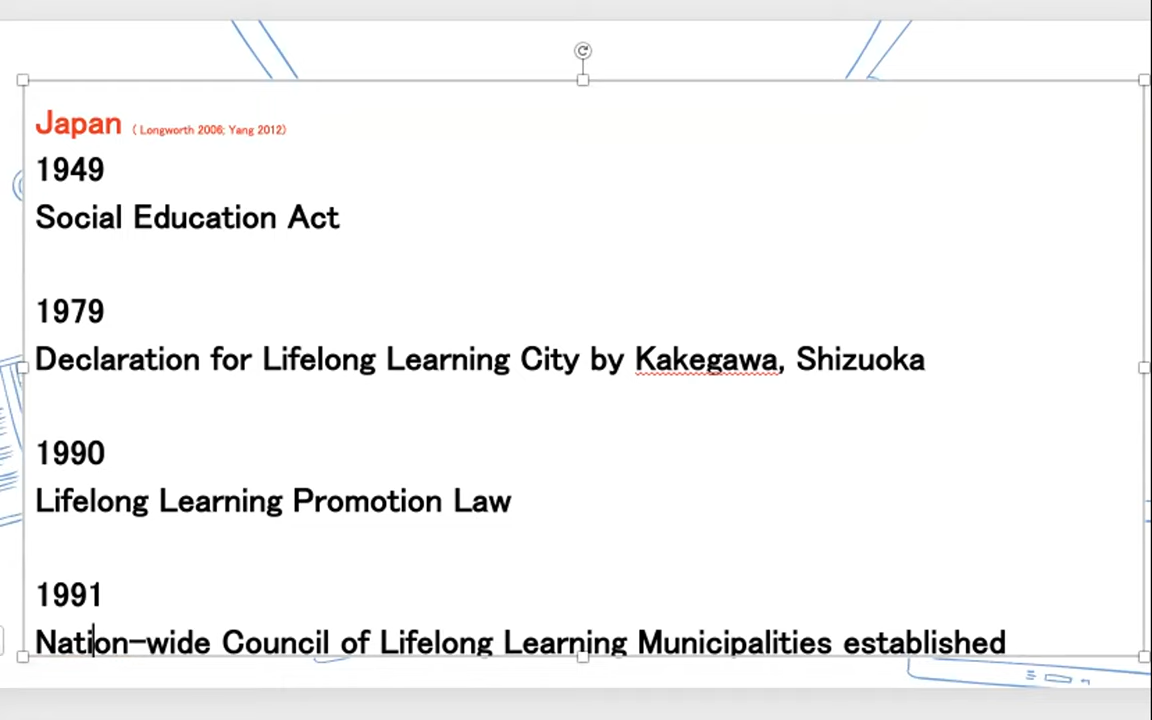 Japan ( Longworth 2006; Yang 2012)
1949
Social Education Act
1979
Declaration for Lifelong Learning City by Kakegawa, Shizuoka
1990
Lifelong Learning Promotion Law
1991
Nation-wide Council of Lifelong Learning Municipalities established